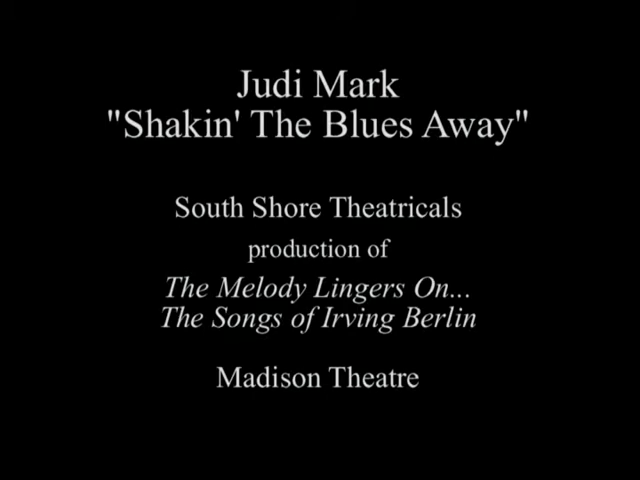 Judi Mark
"Shakin' The Blues Away"
South Shore Theatricals
production of
The Melody Lingers On...
The Songs of Irving Berlin
Madison Theatre